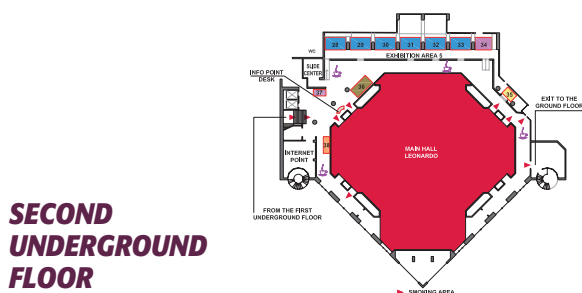 WC
28 29 30 31 32 33 34
EXHIBITION AREA 5
SLIDE
CENTER
INFO POINT
DESK
37
36
35
EXIT TO THE
GROUND FLOOR
MAIN HALL
LEONARDO
38
INTERNET
POINT
FROM THE FIRST
UNDERGROUND FLOOR
SECOND
UNDERGROUND
FLOOR
SMOKING AREA